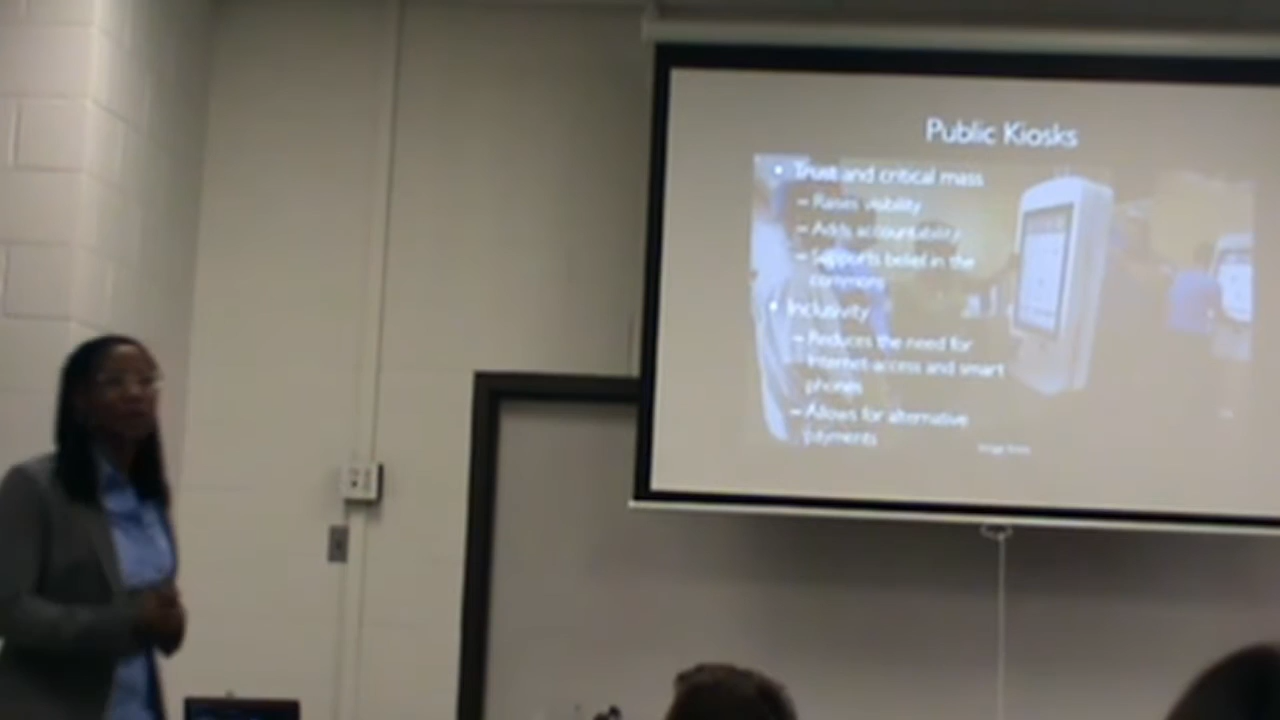 Public Kiosks
• Trust and critical mass
– Raises visibility
– Adds accountability
– Supports belief in the
commons
• Inclusivity
– Reduces the need for
Internet access and smart
phones
– Allows for alternative
payments